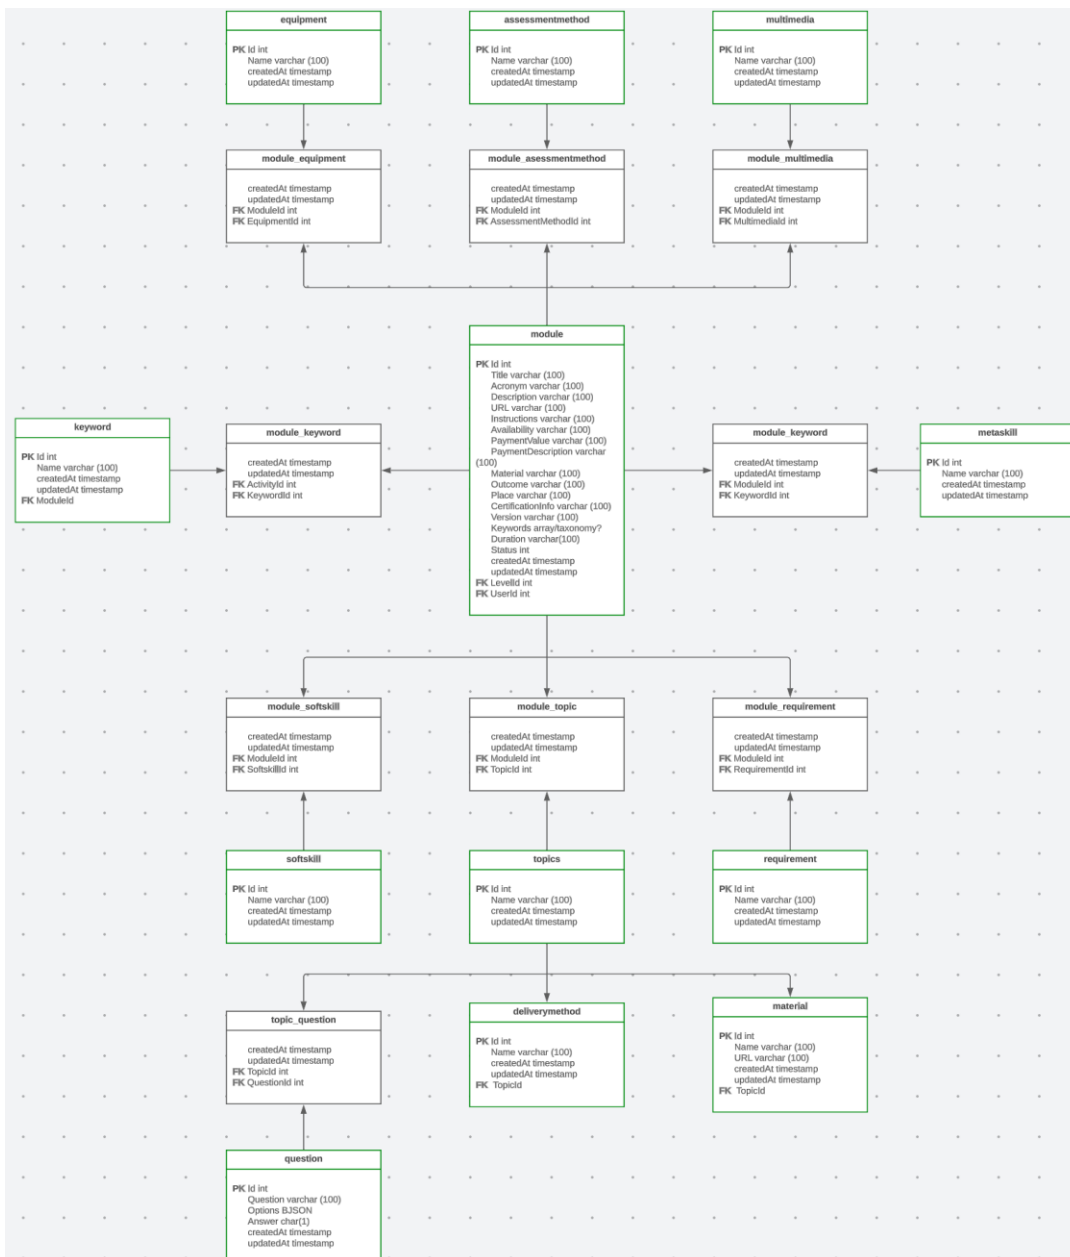 equipment
PK Id int
Name varchar (100)
createdAt timestamp
updatedAt timestamp
assessmentmethod
PK Id int
Name varchar (100)
createdAt timestamp
updatedAt timestamp
multimedia
PK Id int
Name varchar (100)
createdAt timestamp
updatedAt timestamp
module_equipment
createdAt timestamp
updatedAt timestamp
FK ModuleId int
FK EquipmentId int
module_asessmentmethod
createdAt timestamp
updatedAt timestamp
FK ModuleId int
FK AssessmentMethodId int
module_multimedia
createdAt timestamp
updatedAt timestamp
FK ModuleId int
FK MultimediaId int
keyword
PK Id int
Name varchar (100)
createdAt timestamp
updatedAt timestamp
FK ModuleId
module_keyword
createdAt timestamp
updatedAt timestamp
FK ActivityId int
FK KeywordId int
module
PK Id int
Title varchar (100)
Acronym varchar (100)
Description varchar (100)
URL varchar (100)
Instructions varchar (100)
Availability varchar (100)
PaymentValue varchar (100)
PaymentDescription varchar
(100)
Material varchar (100)
Outcome varchar (100)
Place varchar (100)
CertificationInfo varchar (100)
Version varchar (100)
Keywords array/taxonomy?
Duration varchar(100)
Status int
createdAt timestamp
updatedAt timestamp
FK LevelId int
FK UserId int
module_keyword
createdAt timestamp
updatedAt timestamp
FK ModuleId int
FK KeywordId int
metaskill
PK Id int
Name varchar (100)
createdAt timestamp
updatedAt timestamp
module_softskill
createdAt timestamp
updatedAt timestamp
FK ModuleId int
FK SoftskillId int
module_topic
createdAt timestamp
updatedAt timestamp
FK ModuleId int
FK TopicId int
module_requirement
createdAt timestamp
updatedAt timestamp
FK ModuleId int
FK RequirementId int
softskill
PK Id int
Name varchar (100)
createdAt timestamp
updatedAt timestamp
topics
PK Id int
Name varchar (100)
createdAt timestamp
updatedAt timestamp
requirement
PK Id int
Name varchar (100)
createdAt timestamp
updatedAt timestamp
topic_question
createdAt timestamp
updatedAt timestamp
FK TopicId int
FK QuestionId int
deliverymethod
PK Id int
Name varchar (100)
createdAt timestamp
updatedAt timestamp
FK TopicId
material
PK Id int
Name varchar (100)
URL varchar (100)
createdAt timestamp
updatedAt timestamp
FK TopicId
question
PK Id int
Question varchar (100)
Options BJSON
Answer char(1)
createdAt timestamp
updatedAt timestamp